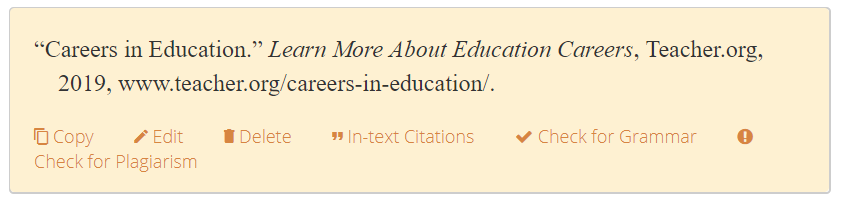 “Careers in Education.” Learn More About Education Careers, Teacher.org,
2019, www.teacher.org/careers-in-education/.
Copy Edit Delete In-text Citations Check for Grammar
Check for Plagiarism